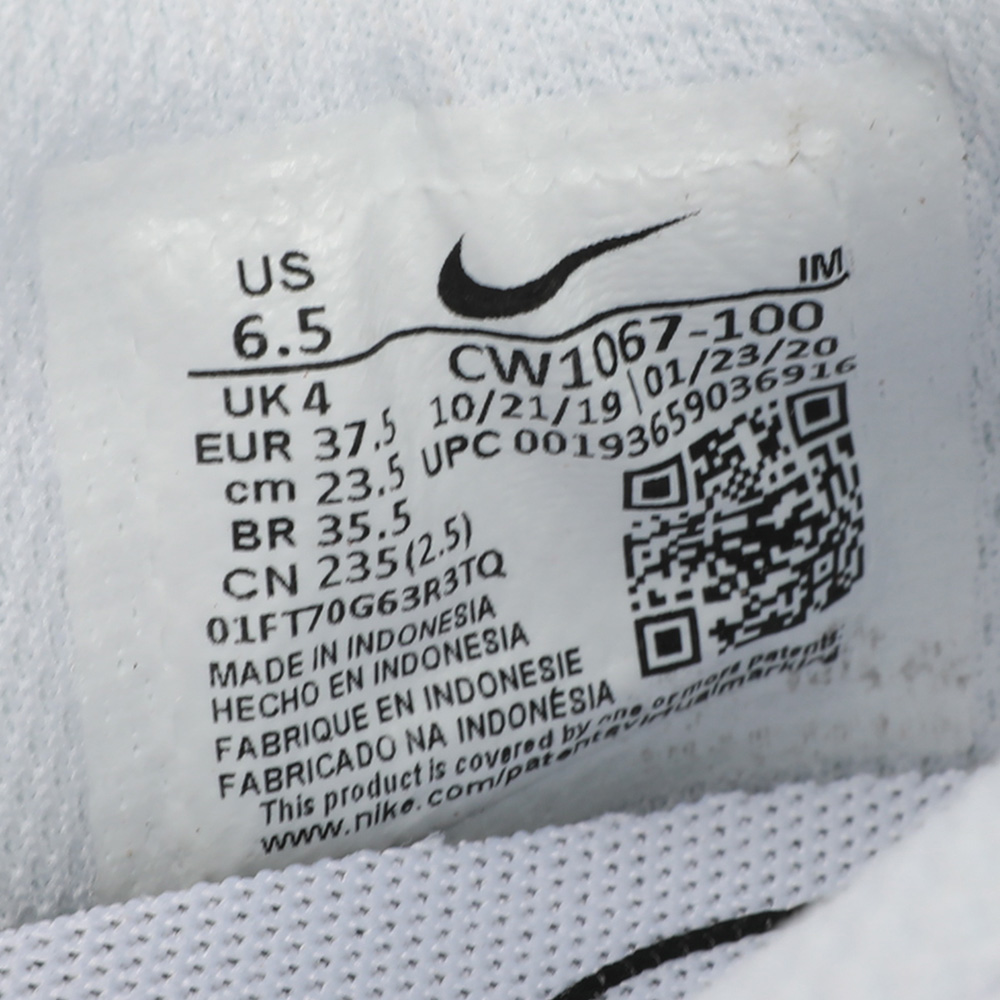 US
6.5
IM
UK 4
CW1067-100
EUR 37.5
10/21/19 | 01/23/20
cm 23.5
UPC 00193659036916
BR 35.5
CN 235(2.5)
01FT70G63R3TQ
MADE IN INDONESIA
HECHO EN INDONESIA
FABRIQUE EN INDONESIE
FABRICADO NA INDONÉSIA
This product is covered by one or more patents.
www.nike.com/patentsvirtualmarking